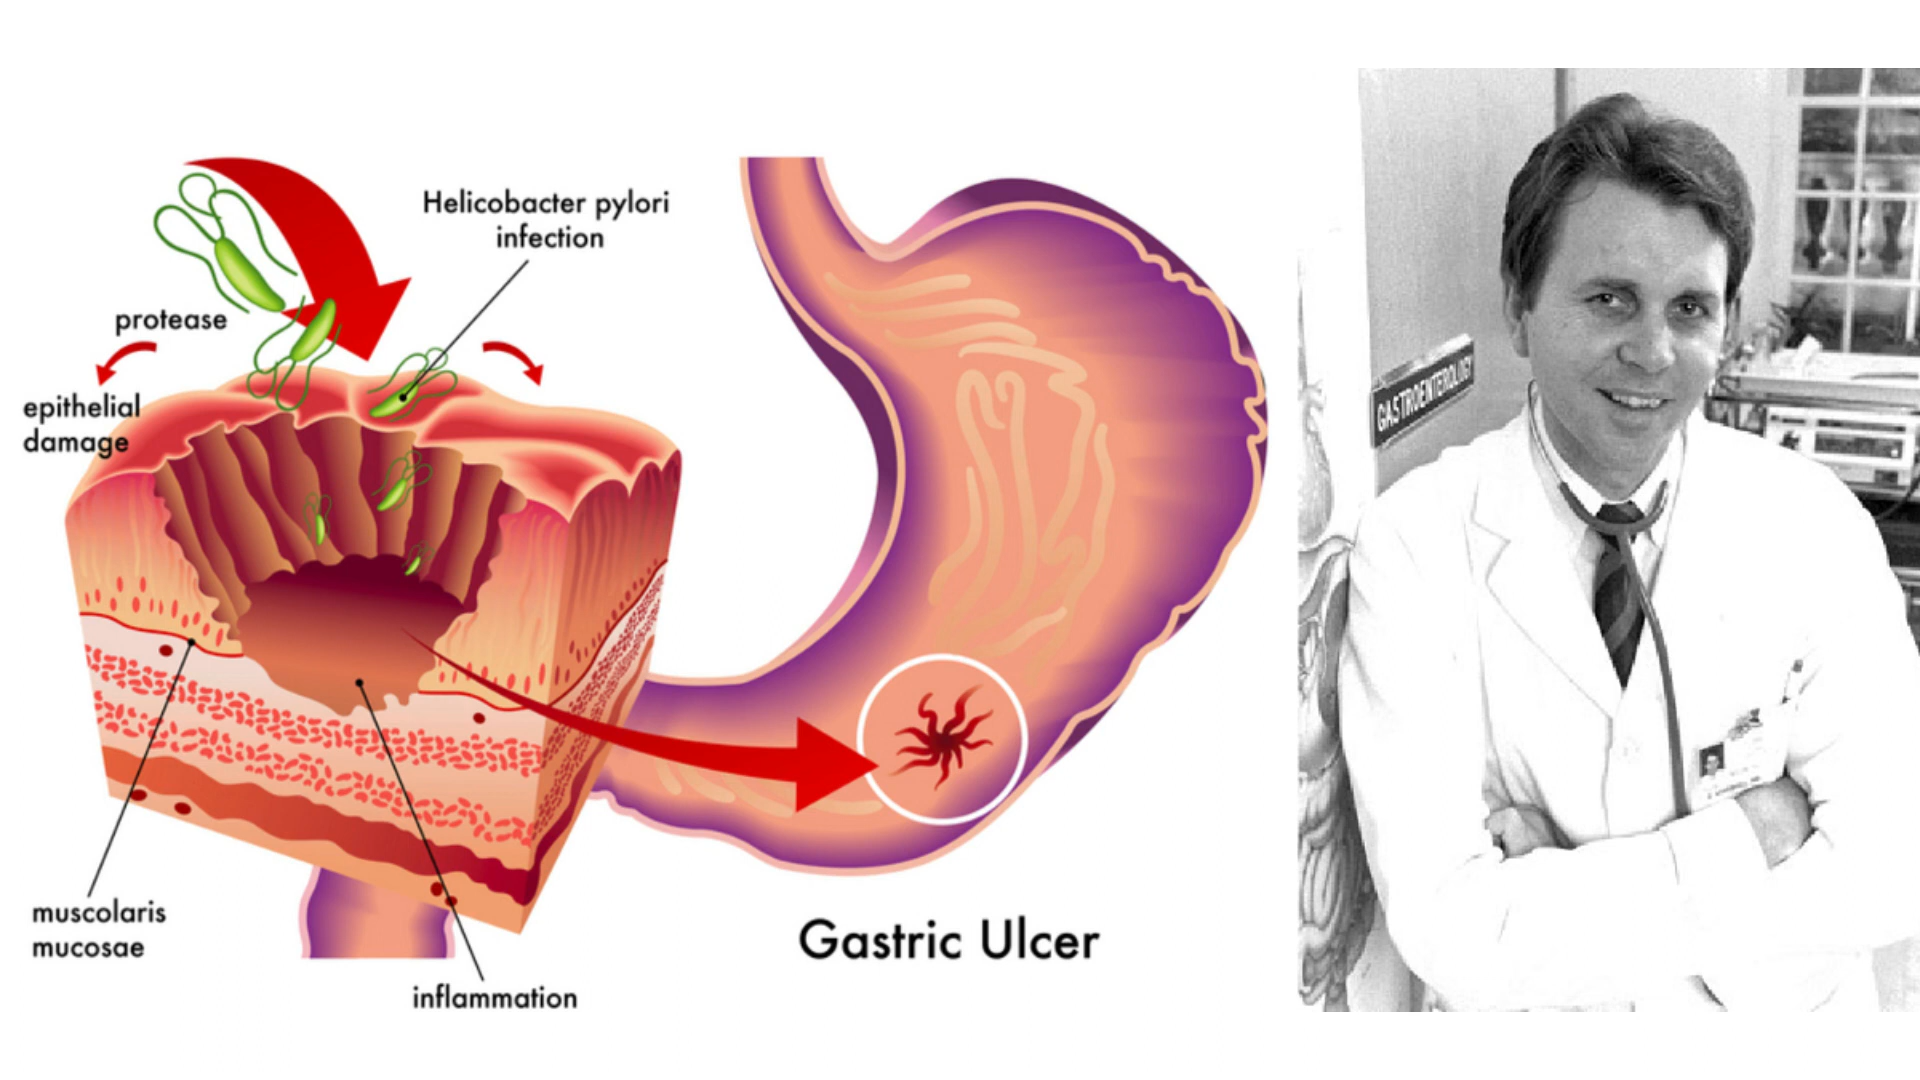 Helicobacter pylori
infection
protease
epithelial
damage
muscolaris
mucosae
inflammation
Gastric Ulcer
GASTROENTEROLOGY